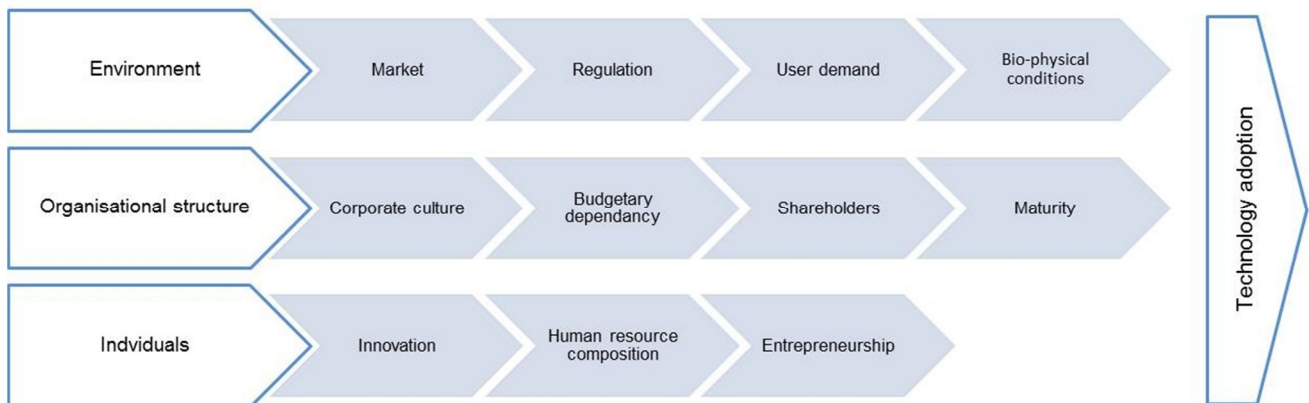 Environment
Market
Regulation
User demand
Bio-physical
conditions
Organisational structure
Corporate culture
Budgetary
dependancy
Shareholders
Maturity
Indviduals
Innovation
Human resource
composition
Entrepreneurship
Technology adoption